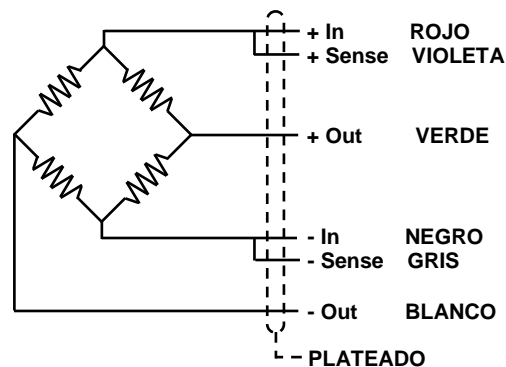 + In ROJO
+ Sense VIOLETA
+ Out VERDE
- In NEGRO
- Sense GRIS
- Out BLANCO
PLATEADO